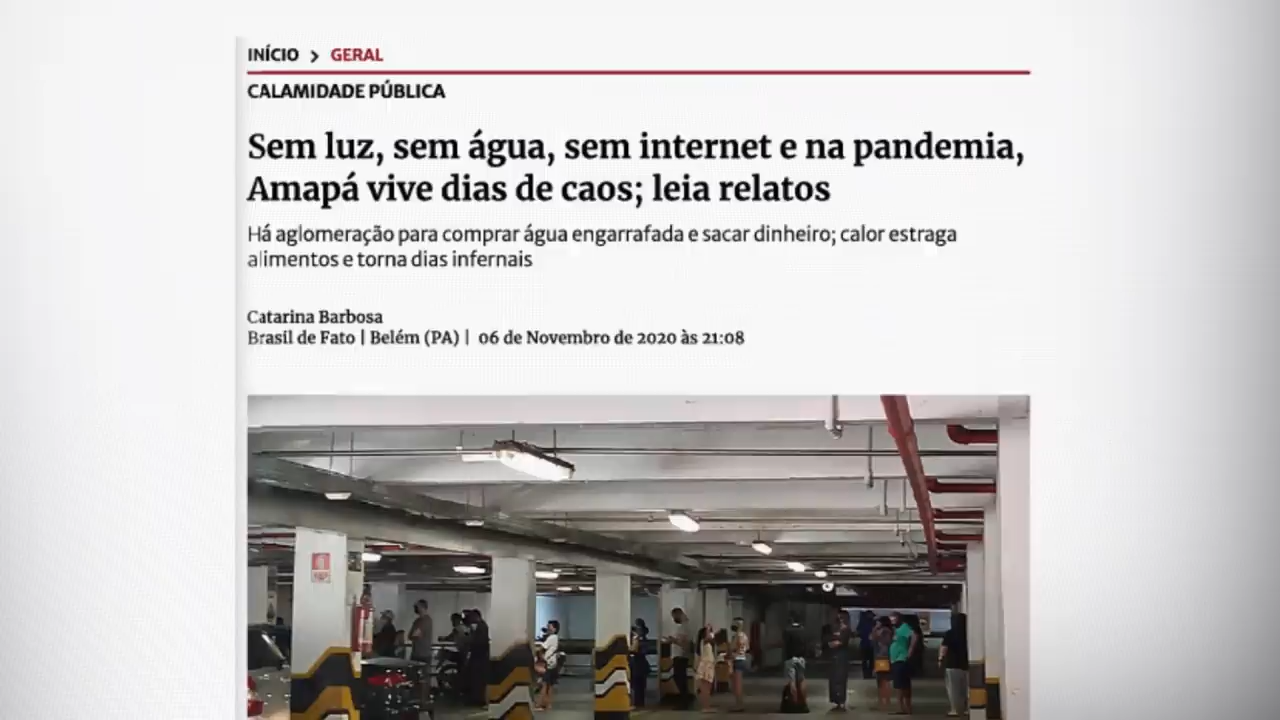 INÍCIO > GERAL
CALAMIDADE PÚBLICA
Sem luz, sem água, sem internet e na pandemia,
Amapá vive dias de caos; leia relatos
Há aglomeração para comprar água engarrafada e sacar dinheiro; calor estraga
alimentos e torna dias infernais
Catarina Barbosa
Brasil de Fato | Belém (PA) | 06 de Novembro de 2020 às 21:08